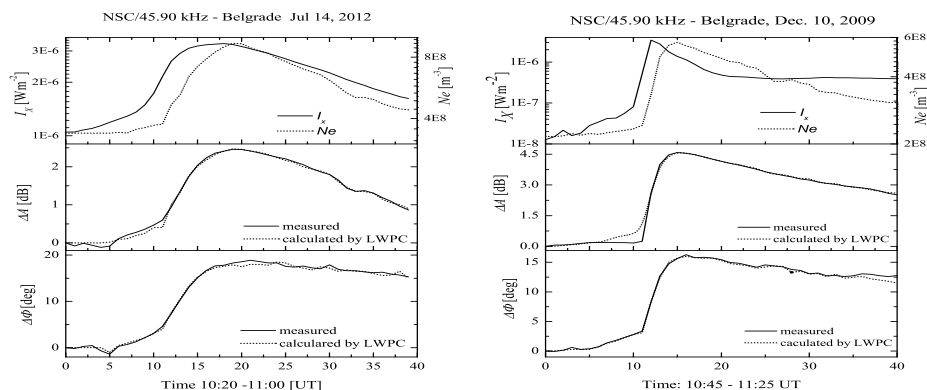 NSC/45.90 kHz - Belgrade Jul 14, 2012
3E-6
2E-6
1E-6
I_X [Wm-2]
8E8
4E8
Ne [m-3]
I_x
Ne
2
1
0
ΔA [dB]
measured
calculated by LWPC
20
10
0
ΔΦ [deg]
measured
calculared by LWPC
0 5 10 15 20 25 30 35 40
Time 10:20 -11:00 [UT]
NSC/45.90 kHz - Belgrade, Dec. 10, 2009
1E-6
1E-7
1E-8
I_X [Wm-2]
6E8
4E8
2E8
Ne [m-3]
I_x
Ne
4.5
3.0
1.5
0.0
ΔA [dB]
measured
calculated by LWPC
15
10
5
0
ΔΦ [deg]
measured
caculated by LWPC
0 10 20 30 40
Time: 10:45 - 11:25 UT